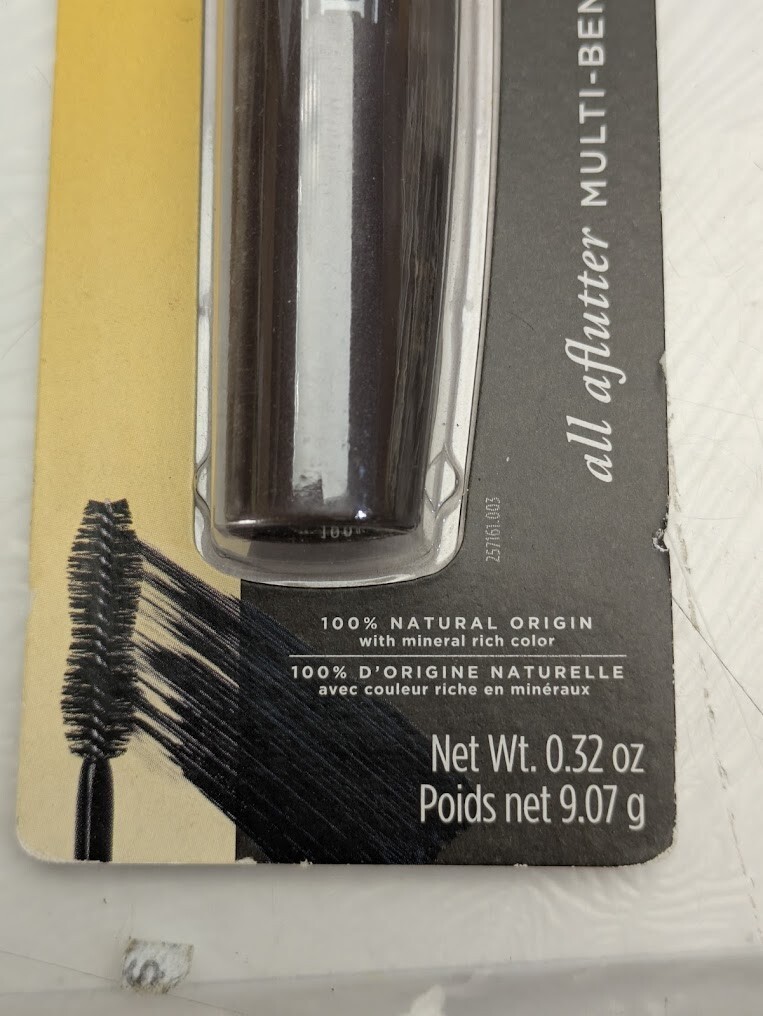 all aflutter MULTI-BEN
257161.003
100% NATURAL ORIGIN
with mineral rich color
100% D'ORIGINE NATURELLE
avec couleur riche en minéraux
Net Wt. 0.32 oz
Poids net 9.07 g